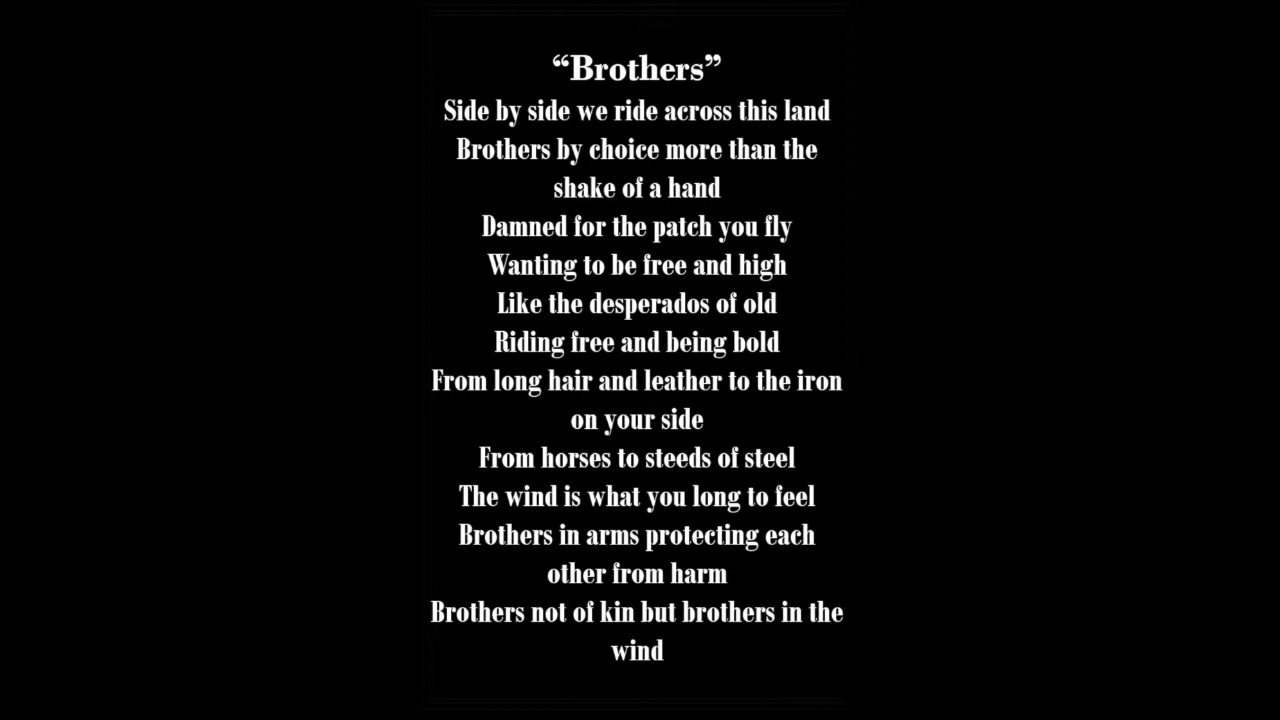 “Brothers”
Side by side we ride across this land
Brothers by choice more than the
shake of a hand
Damned for the patch you fly
Wanting to be free and high
Like the desperados of old
Riding free and being bold
From long hair and leather to the iron
on your side
From horses to steeds of steel
The wind is what you long to feel
Brothers in arms protecting each
other from harm
Brothers not of kin but brothers in the
wind